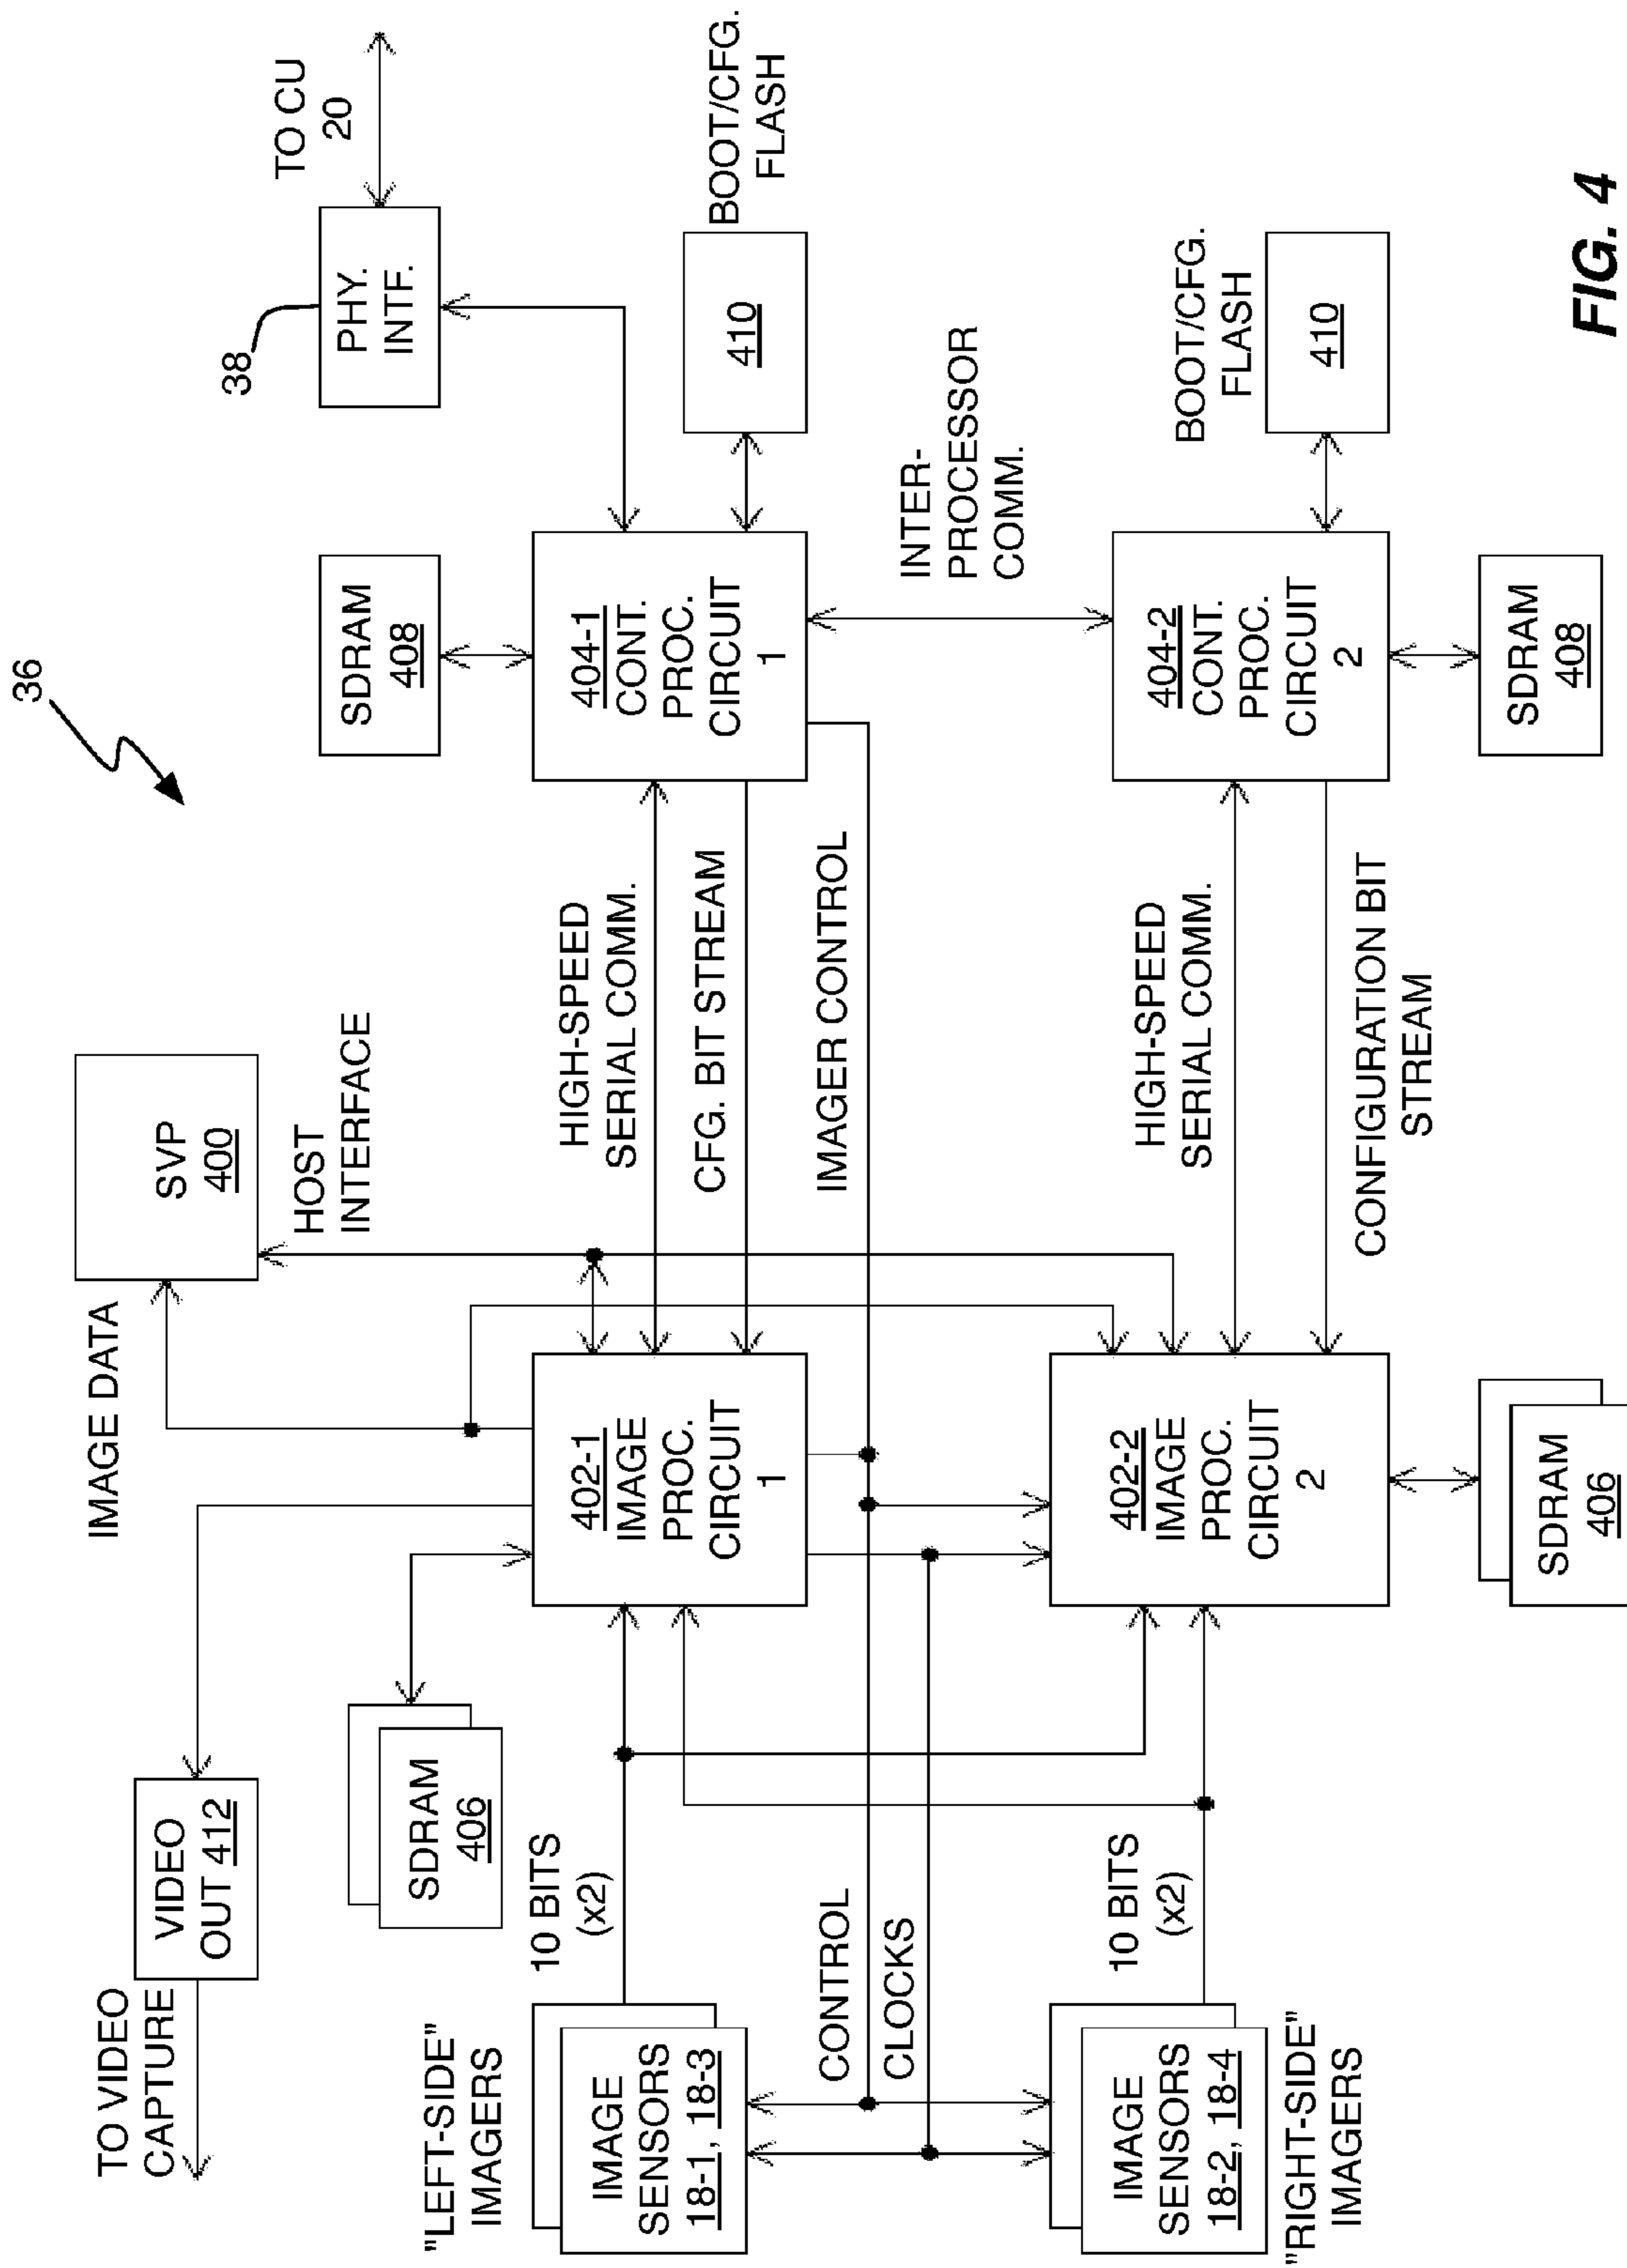 36
TO VIDEO
CAPTURE
VIDEO
OUT 412
IMAGE DATA
SVP
400
HOST
INTERFACE
38
PHY.
INTF.
TO CU
20
SDRAM
406
SDRAM
408
"LEFT-SIDE"
IMAGERS
IMAGE
SENSORS
18-1, 18-3
10 BITS
(x2)
402-1
IMAGE
PROC.
CIRCUIT
1
HIGH-SPEED
SERIAL COMM.
CFG. BIT STREAM
IMAGER CONTROL
404-1
CONT.
PROC.
CIRCUIT
1
410
BOOT/CFG.
FLASH
CONTROL
CLOCKS
INTER-
PROCESSOR
COMM.
IMAGE
SENSORS
18-2, 18-4
"RIGHT-SIDE"
IMAGERS
10 BITS
(x2)
402-2
IMAGE
PROC.
CIRCUIT
2
HIGH-SPEED
SERIAL COMM.
CONFIGURATION BIT
STREAM
404-2
CONT.
PROC.
CIRCUIT
2
BOOT/CFG.
FLASH
410
SDRAM
406
SDRAM
408
FIG. 4